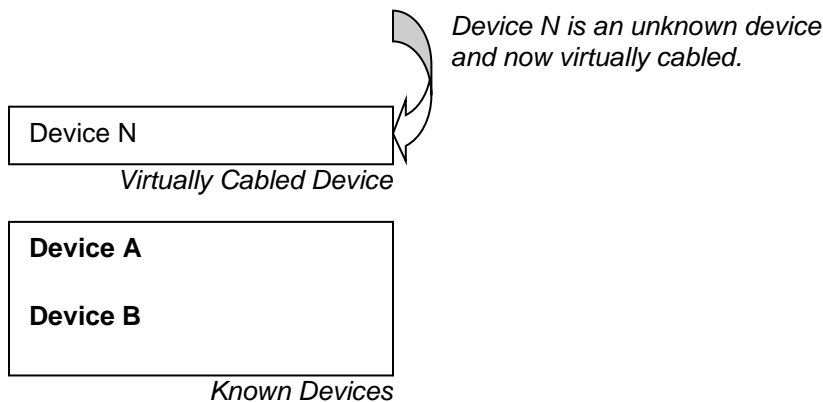 Device N is an unknown device
and now virtually cabled.
Device N
Virtually Cabled Device
Device A
Device B
Known Devices